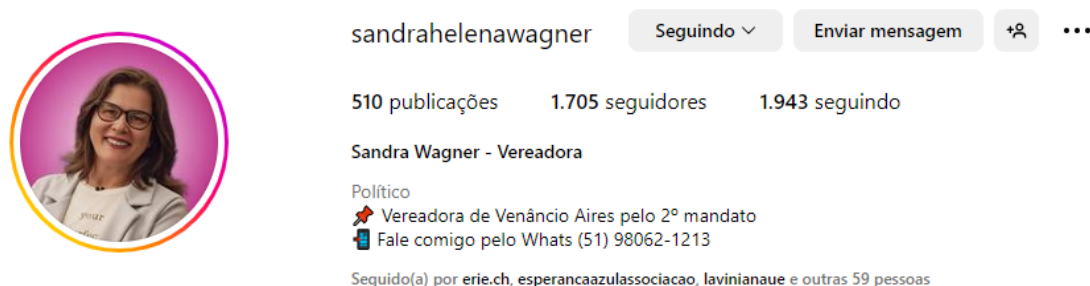 sandrahelenawagner Seguindo Enviar mensagem
510 publicações 1.705 seguidores 1.943 seguindo
Sandra Wagner - Vereadora
Político
Vereadora de Venâncio Aires pelo 2º mandato
Fale comigo pelo Whats (51) 98062-1213
Seguido(a) por erie.ch, esperancaazulassociacao, lavinianaue e outras 59 pessoas
your